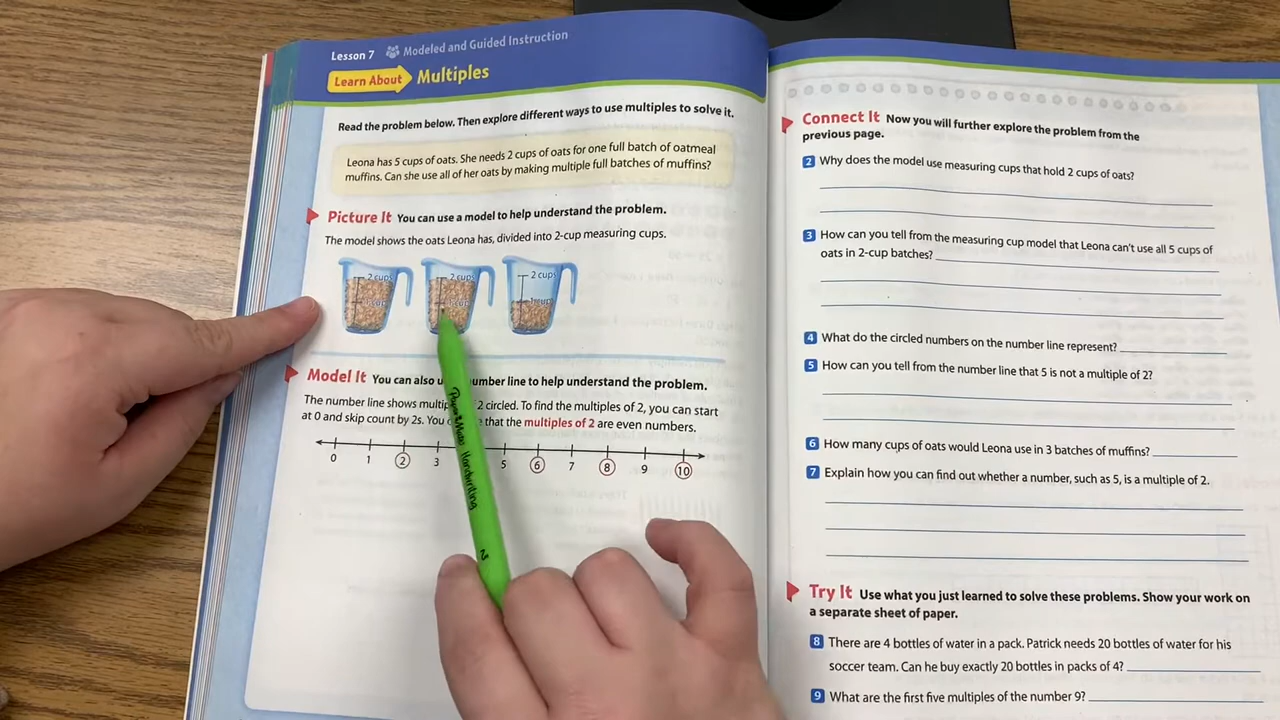 Lesson 7 Modeled and Guided Instruction
Learn About Multiples
Read the problem below. Then explore different ways to use multiples to solve it.
Leona has 5 cups of oats. She needs 2 cups of oats for one full batch of oatmeal
muffins. Can she use all of her oats by making multiple full batches of muffins?
Picture It You can use a model to help understand the problem.
The model shows the oats Leona has, divided into 2-cup measuring cups.
2 cups 2 cups 2 cups
Model It You can also u umber line to help understand the problem.
The number line shows multip 2 circled. To find the multiples of 2, you can start
at 0 and skip count by 2s. You that the multiples of 2 are even numbers.
0 1 2 3 5 6 7 8 9 10
Paper Mate Handwriting
2
Connect It Now you will further explore the problem from the
previous page.
2 Why does the model use measuring cups that hold 2 cups of oats?
3 How can you tell from the measuring cup model that Leona can't use all 5 cups of
oats in 2-cup batches?
4 What do the circled numbers on the number line represent?
5 How can you tell from the number line that 5 is not a multiple of 2?
6 How many cups of oats would Leona use in 3 batches of muffins?
7 Explain how you can find out whether a number, such as 5, is a multiple of 2.
Try It Use what you just learned to solve these problems. Show your work on
a separate sheet of paper.
8 There are 4 bottles of water in a pack. Patrick needs 20 bottles of water for his
soccer team. Can he buy exactly 20 bottles in packs of 4?
9 What are the first five multiples of the number 9?